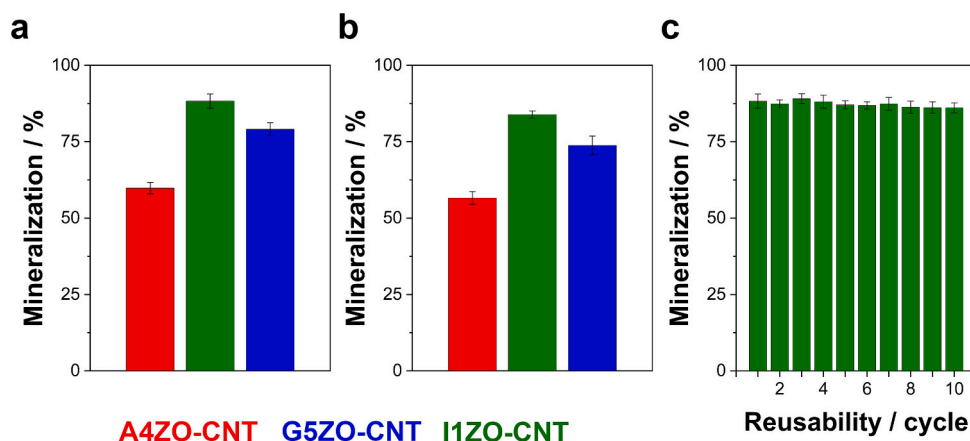 a
b
c
Mineralization / %
100
75
50
25
0
Mineralization / %
100
75
50
25
0
Mineralization / %
100
75
50
25
0
2 4 6 8 10
Reusability / cycle
A4ZO-CNT G5ZO-CNT I1ZO-CNT